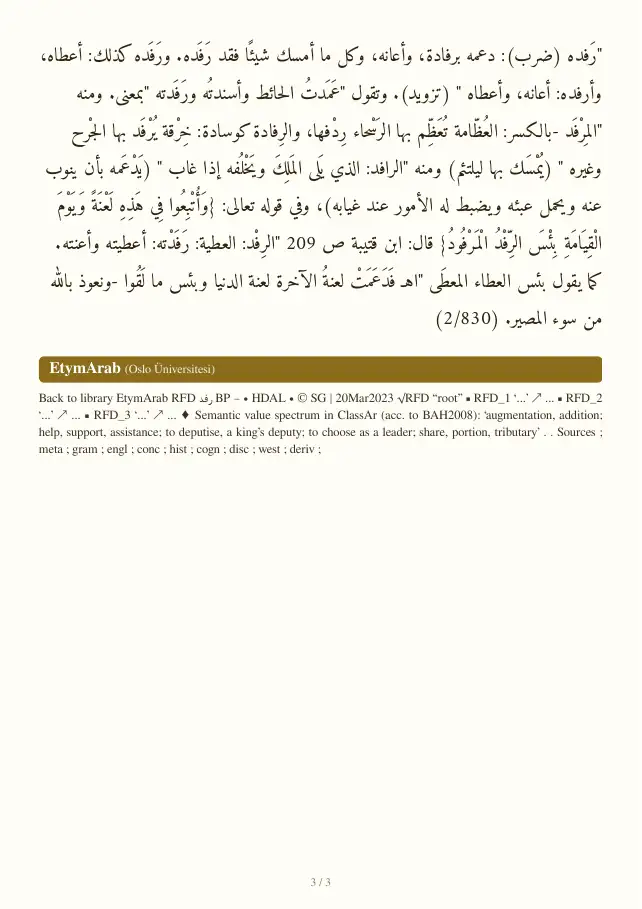 "رَفده (ضرب): دعمه برفادة، وأعانه، وكل ما أمسك شيئًا فقد رَفَده. ورَفَده كذلك: أعطاه،
وأرفده: أعانه، وأعطاه " (تزويد). وتقول "عَمَدتُ الحائط وأسندتُه ورَفَدته "بمعنى. ومنه
"المِرْفَد -بالكسر: العُظَّامة تُعَظِّم بها الرَسْحاء رِدْفها، والرِفادة كوسادة: خِرْقة يُرْفَد بها الجْرح
وغيره " (يُمْسَك بها ليلتئم) ومنه "الرافد: الذي يَلى المَلِكَ ويَخْلُفه إذا غاب " (يَدْعَمه بأن ينوب
عنه ويحمل عبئه ويضبط له الأمور عند غيابه)، وفي قوله تعالى: {وَأُتْبِعُوا فِي هَذِهِ لَعْنَةً وَيَوْمَ
الْقِيَامَةِ بِئْسَ الرِّفْدُ الْمَرْفُودُ} قال: ابن قتيبة ص 209 "الرِفْد: العطية: رَفَدْته: أعطيته وأعنته.
كما يقول بئس العطاء المعطَى "اهـ فَدَعَمَتْ لعنةُ الآخرة لعنة الدنيا وبئس ما لَقُوا -ونعوذ بالله
من سوء المصير. (2/830)
EtymArab (Oslo Üniversitesi)
Back to library EtymArab RFD رفد BP – • HDAL • © SG | 20Mar2023 √RFD “root” ▪ RFD_1 ‘...’ ↗ ... ▪ RFD_2
‘...’ ↗ ... ▪ RFD_3 ‘...’ ↗ ... ♦ Semantic value spectrum in ClassAr (acc. to BAH2008): ‘augmentation, addition;
help, support, assistance; to deputise, a king’s deputy; to choose as a leader; share, portion, tributary’ . . Sources ;
meta ; gram ; engl ; conc ; hist ; cogn ; disc ; west ; deriv ;
3 / 3